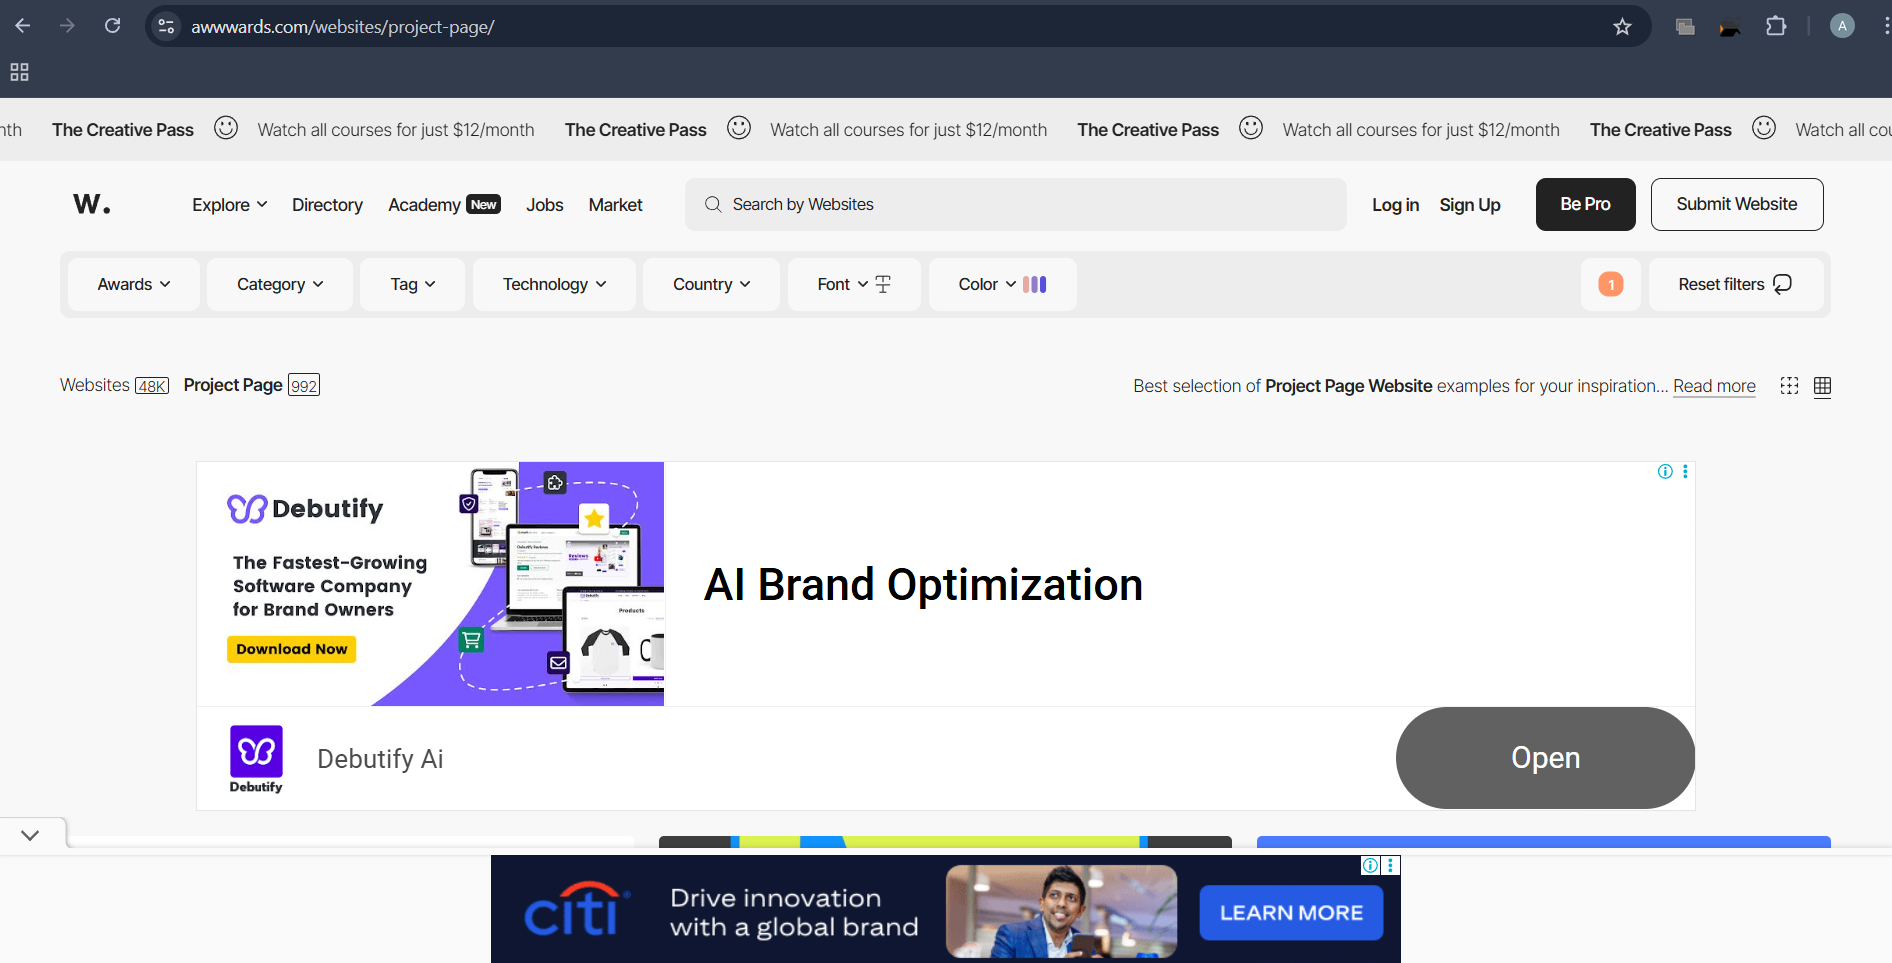 awwwards.com/websites/project-page/
A
nth The Creative Pass Watch all courses for just $12/month The Creative Pass Watch all courses for just $12/month The Creative Pass Watch all courses for just $12/month The Creative Pass Watch all cou
W. Explore Directory Academy New Jobs Market Search by Websites Log in Sign Up Be Pro Submit Website
Awards Category Tag Technology Country Font Color 1 Reset filters
Websites 48K Project Page 992 Best selection of Project Page Website examples for your inspiration... Read more
Debutify
The Fastest-Growing
Software Company
for Brand Owners
Download Now
Products
AI Brand Optimization
Debutify
Debutify Ai
Open
citi
Drive innovation
with a global brand
LEARN MORE